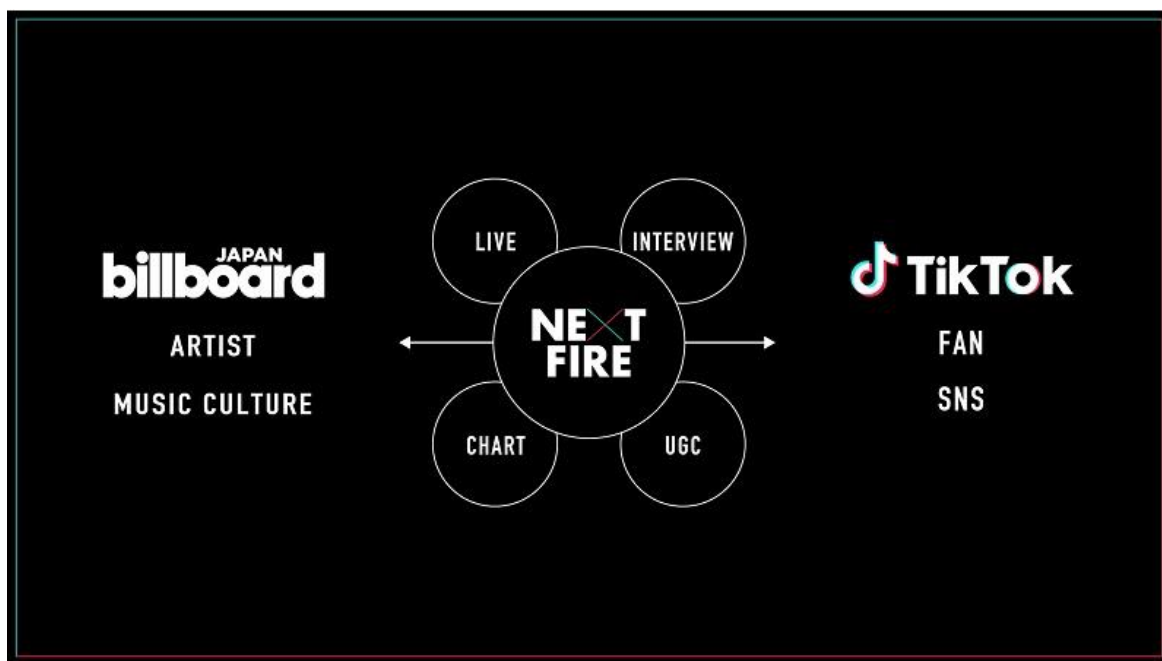 JAPAN
billboard
ARTIST
MUSIC CULTURE
LIVE
INTERVIEW
NEXT
FIRE
CHART
UGC
TikTok
FAN
SNS